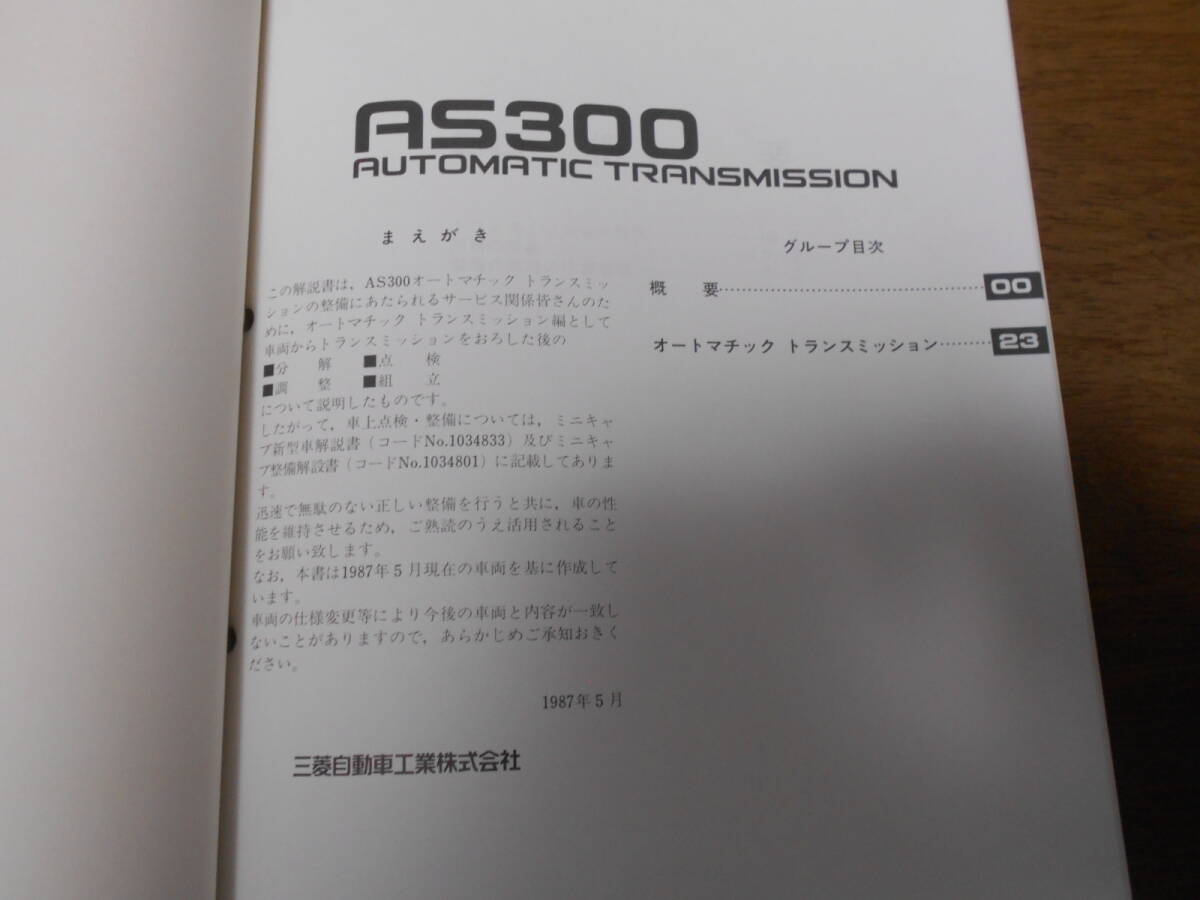 AS300
AUTOMATIC TRANSMISSION
まえがき
この解説書は，AS300オートマチック トランスミッ
ションの整備にあたられるサービス関係皆さんのた
めに，オートマチック トランスミッション編として
車両からトランスミッションをおろした後の
■分　解　■点　検
■調　整　■組　立
について説明したものです。
したがって，車上点検・整備については，ミニキャ
ブ新型車解説書（コードNo.1034833）及びミニキャ
ブ整備解説書（コードNo.1034801）に記載してありま
す。
迅速で無駄のない正しい整備を行うと共に，車の性
能を維持させるため，ご熟読のうえ活用されること
をお願い致します。
なお，本書は1987年5月現在の車両を基に作成して
います。
車両の仕様変更等により今後の車両と内容が一致し
ないことがありますので，あらかじめご承知おきく
ださい。
1987年5月
三菱自動車工業株式会社
グループ目次
概　要……………………………………00
オートマチック トランスミッション………23